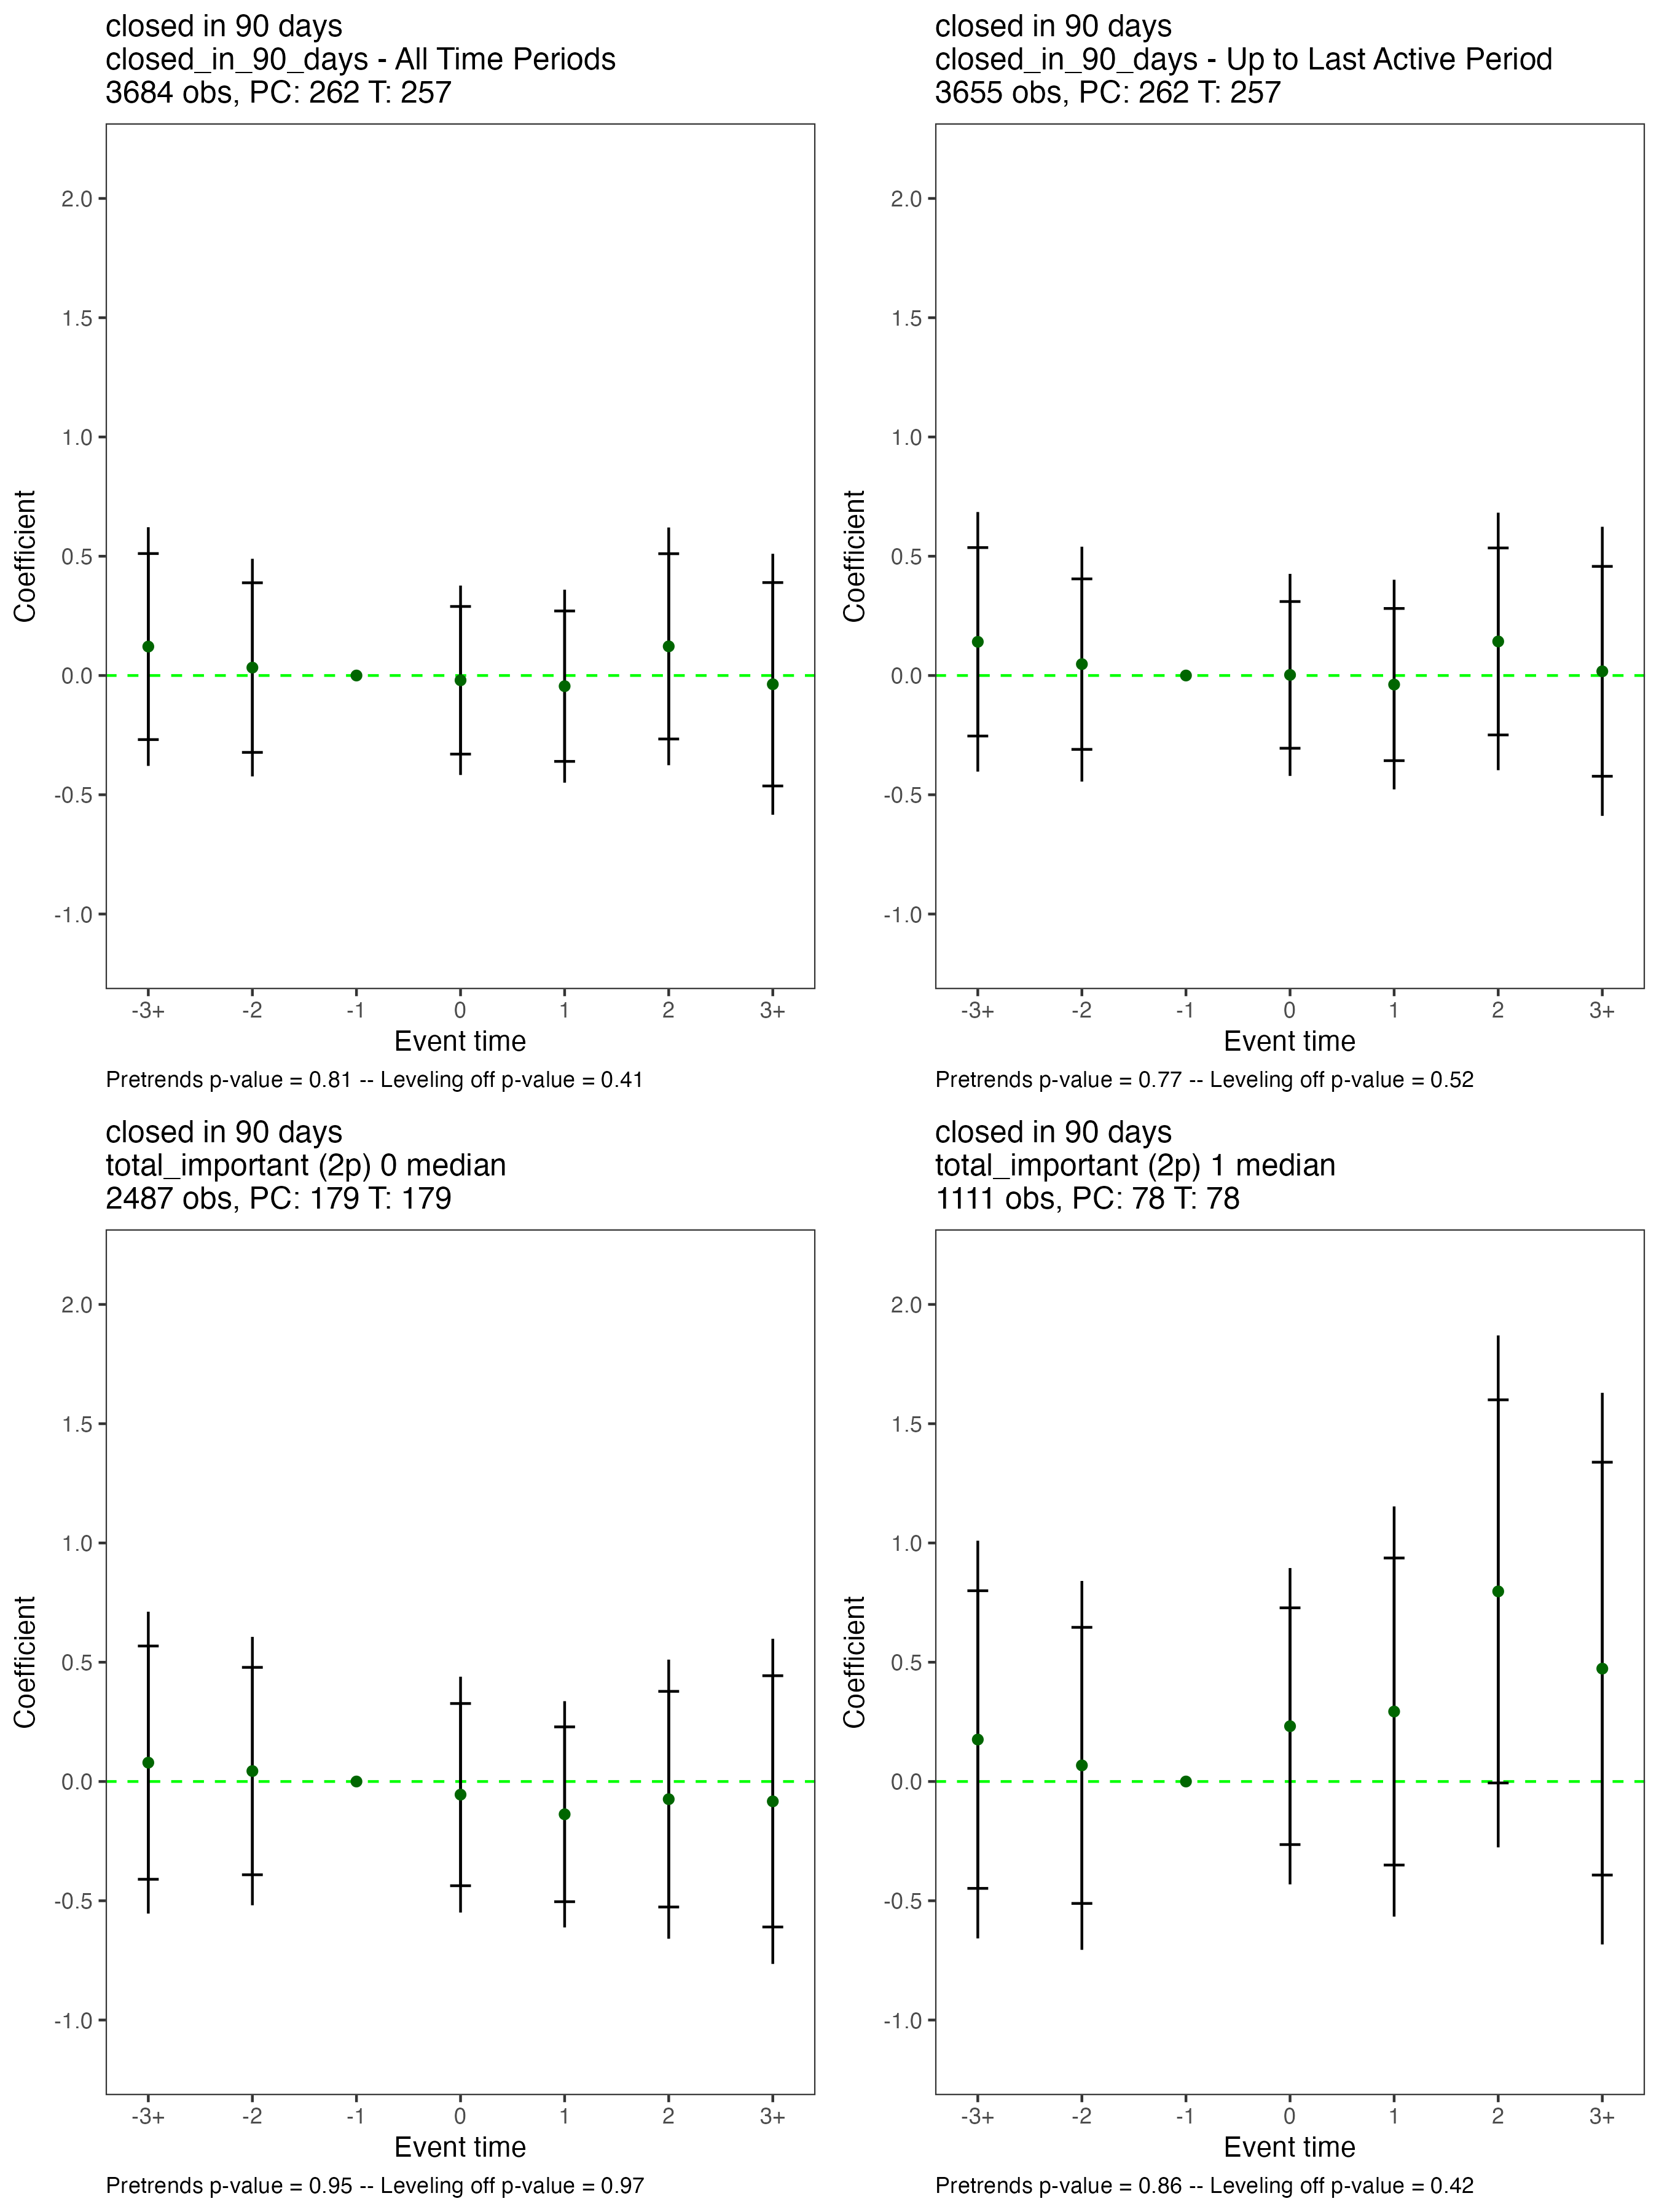 closed in 90 days
closed_in_90_days - All Time Periods
3684 obs, PC: 262 T: 257
2.0
1.5
1.0
0.5
0.0
-0.5
-1.0
Coefficient
-3+ -2 -1 0 1 2 3+
Event time
Pretrends p-value = 0.81 -- Leveling off p-value = 0.41
closed in 90 days
closed_in_90_days - Up to Last Active Period
3655 obs, PC: 262 T: 257
2.0
1.5
1.0
0.5
0.0
-0.5
-1.0
Coefficient
-3+ -2 -1 0 1 2 3+
Event time
Pretrends p-value = 0.77 -- Leveling off p-value = 0.52
closed in 90 days
total_important (2p) 0 median
2487 obs, PC: 179 T: 179
2.0
1.5
1.0
0.5
0.0
-0.5
-1.0
Coefficient
-3+ -2 -1 0 1 2 3+
Event time
Pretrends p-value = 0.95 -- Leveling off p-value = 0.97
closed in 90 days
total_important (2p) 1 median
1111 obs, PC: 78 T: 78
2.0
1.5
1.0
0.5
0.0
-0.5
-1.0
Coefficient
-3+ -2 -1 0 1 2 3+
Event time
Pretrends p-value = 0.86 -- Leveling off p-value = 0.42